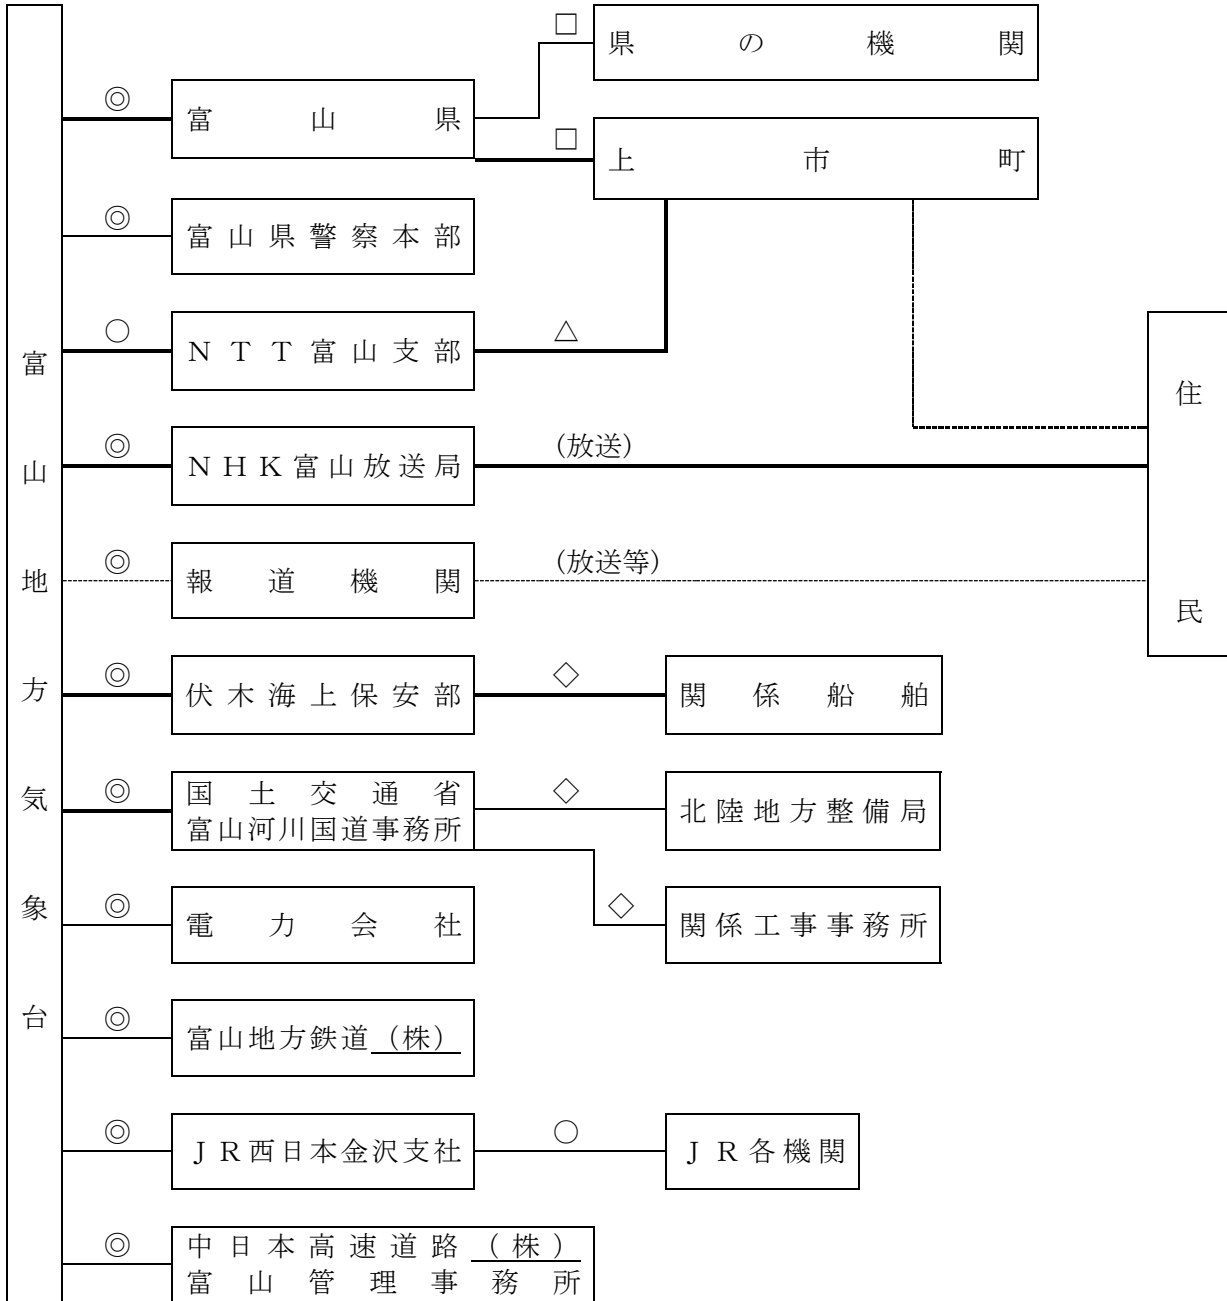 富山地方気象台
◎
富山県
□
県の機関
□
上市町
◎
富山県警察本部
○
NTT富山支部
△
◎
NHK富山放送局
(放送)
住民
◎
報道機関
(放送等)
◎
伏木海上保安部
◇
関係船舶
◎
国土交通省
富山河川国道事務所
◇
北陸地方整備局
◎
電力会社
◇
関係工事事務所
◎
富山地方鉄道(株)
◎
JR西日本金沢支社
○
JR各機関
◎
中日本高速道路(株)
富山管理事務所